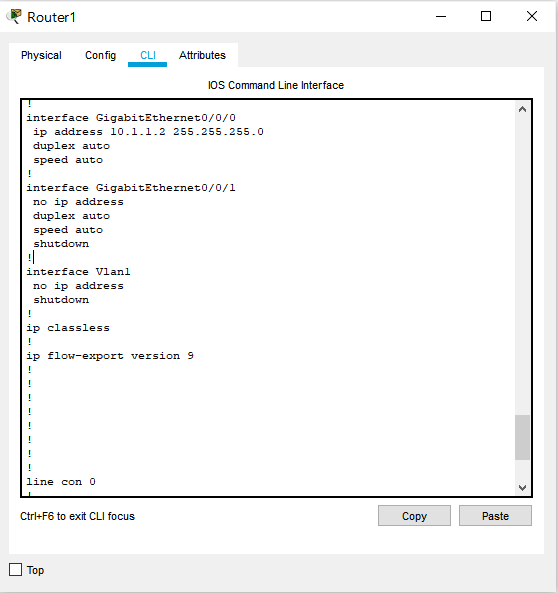 Router1
Physical Config CLI Attributes
IOS Command Line Interface
!
interface GigabitEthernet0/0/0
 ip address 10.1.1.2 255.255.255.0
 duplex auto
 speed auto
!
interface GigabitEthernet0/0/1
 no ip address
 duplex auto
 speed auto
 shutdown
!
interface Vlan1
 no ip address
 shutdown
!
ip classless
!
ip flow-export version 9
!
!
!
!
!
!
!
!
line con 0
!
Ctrl+F6 to exit CLI focus Copy Paste
Top